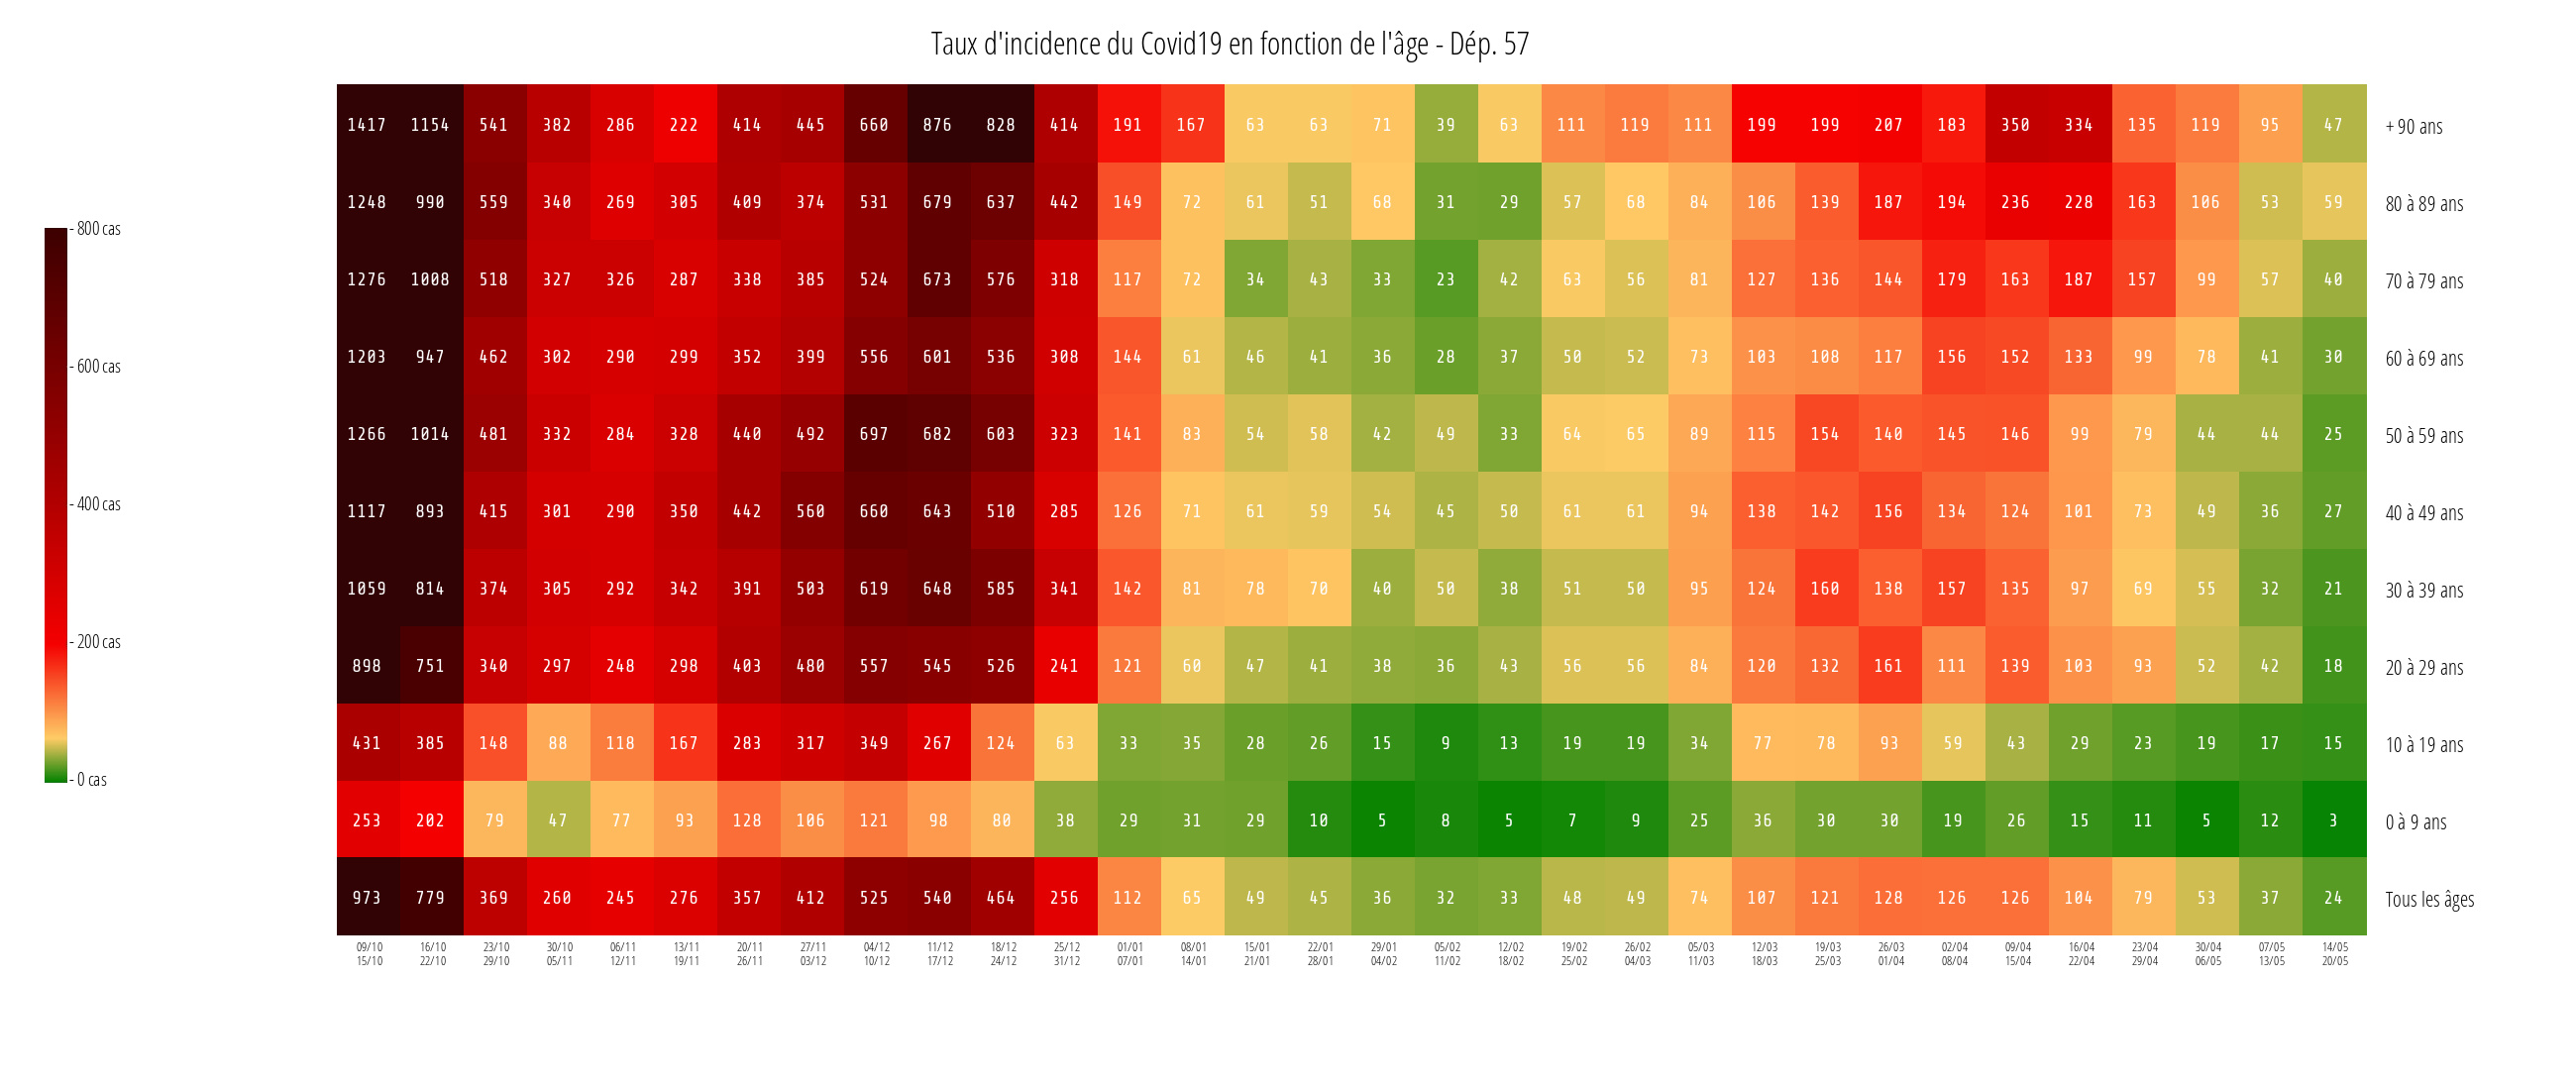 Taux d'incidence du Covid19 en fonction de l'âge - Dép. 57
- 800 cas
- 600 cas
- 400 cas
- 200 cas
- 0 cas
1417 1154 541 382 286 222 414 445 660 876 828 414 191 167 63 63 71 39 63 111 119 111 199 199 207 183 350 334 135 119 95 47 + 90 ans
1248 990 559 340 269 305 409 374 531 679 637 442 149 72 61 51 68 31 29 57 68 84 106 139 187 194 236 228 163 106 53 59 80 à 89 ans
1276 1008 518 327 326 287 338 385 524 673 576 318 117 72 34 43 33 23 42 63 56 81 127 136 144 179 163 187 157 99 57 40 70 à 79 ans
1203 947 462 302 290 299 352 399 556 601 536 308 144 61 46 41 36 28 37 50 52 73 103 108 117 156 152 133 99 78 41 30 60 à 69 ans
1266 1014 481 332 284 328 440 492 697 682 603 323 141 83 54 58 42 49 33 64 65 89 115 154 140 145 146 99 79 44 44 25 50 à 59 ans
1117 893 415 301 290 350 442 560 660 643 510 285 126 71 61 59 54 45 50 61 61 94 138 142 156 134 124 101 73 49 36 27 40 à 49 ans
1059 814 374 305 292 342 391 503 619 648 585 341 142 81 78 70 40 50 38 51 50 95 124 160 138 157 135 97 69 55 32 21 30 à 39 ans
898 751 340 297 248 298 403 480 557 545 526 241 121 60 47 41 38 36 43 56 56 84 120 132 161 111 139 103 93 52 42 18 20 à 29 ans
431 385 148 88 118 167 283 317 349 267 124 63 33 35 28 26 15 9 13 19 19 34 77 78 93 59 43 29 23 19 17 15 10 à 19 ans
253 202 79 47 77 93 128 106 121 98 80 38 29 31 29 10 5 8 5 7 9 25 36 30 30 19 26 15 11 5 12 3 0 à 9 ans
973 779 369 260 245 276 357 412 525 540 464 256 112 65 49 45 36 32 33 48 49 74 107 121 128 126 126 104 79 53 37 24 Tous les âges
09/10 16/10 23/10 30/10 06/11 13/11 20/11 27/11 04/12 11/12 18/12 25/12 01/01 08/01 15/01 22/01 29/01 05/02 12/02 19/02 26/02 05/03 12/03 19/03 26/03 02/04 09/04 16/04 23/04 30/04 07/05 14/05
15/10 22/10 29/10 05/11 12/11 19/11 26/11 03/12 10/12 17/12 24/12 31/12 07/01 14/01 21/01 28/01 04/02 11/02 18/02 25/02 04/03 11/03 18/03 25/03 01/04 08/04 15/04 22/04 29/04 06/05 13/05 20/05